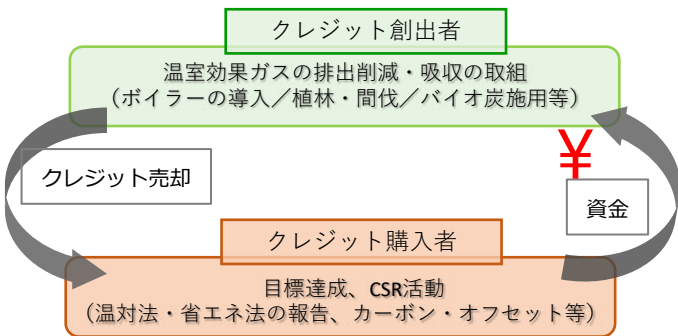 クレジット創出者
温室効果ガスの排出削減・吸収の取組
（ボイラーの導入／植林・間伐／バイオ炭施用等）
クレジット売却
¥
資金
クレジット購入者
目標達成、CSR活動
（温対法・省エネ法の報告、カーボン・オフセット等）